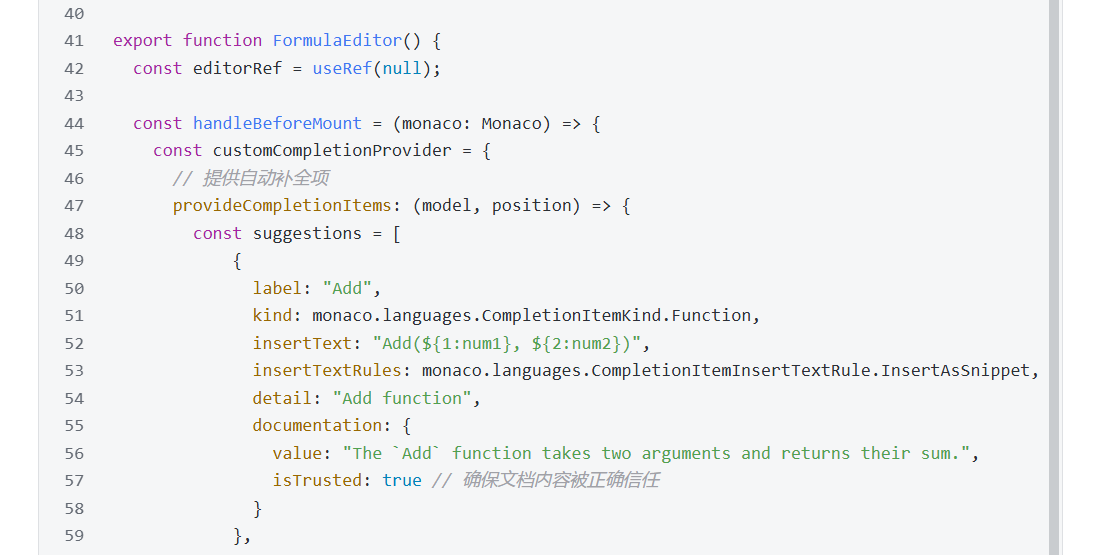 40
41 export function FormulaEditor() {
42 const editorRef = useRef(null);
43
44 const handleBeforeMount = (monaco: Monaco) => {
45 const customCompletionProvider = {
46 // 提供自动补全项
47 provideCompletionItems: (model, position) => {
48 const suggestions = [
49 {
50 label: "Add",
51 kind: monaco.languages.CompletionItemKind.Function,
52 insertText: "Add(${1:num1}, ${2:num2})",
53 insertTextRules: monaco.languages.CompletionItemInsertTextRule.InsertAsSnippet,
54 detail: "Add function",
55 documentation: {
56 value: "The `Add` function takes two arguments and returns their sum.",
57 isTrusted: true // 确保文档内容被正确信任
58 }
59 },